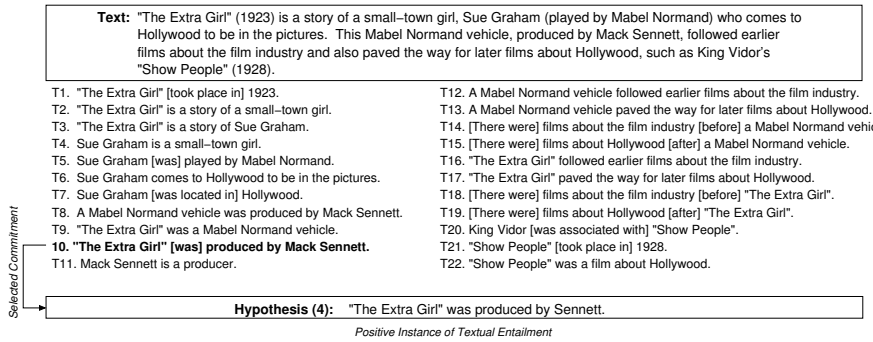 Text: "The Extra Girl" (1923) is a story of a small−town girl, Sue Graham (played by Mabel Normand) who comes to
Hollywood to be in the pictures. This Mabel Normand vehicle, produced by Mack Sennett, followed earlier
films about the film industry and also paved the way for later films about Hollywood, such as King Vidor's
"Show People" (1928).
T1. "The Extra Girl" [took place in] 1923.
T2. "The Extra Girl" is a story of a small−town girl.
T3. "The Extra Girl" is a story of Sue Graham.
T4. Sue Graham is a small−town girl.
T5. Sue Graham [was] played by Mabel Normand.
T6. Sue Graham comes to Hollywood to be in the pictures.
T7. Sue Graham [was located in] Hollywood.
T8. A Mabel Normand vehicle was produced by Mack Sennett.
T9. "The Extra Girl" was a Mabel Normand vehicle.
10. "The Extra Girl" [was] produced by Mack Sennett.
T11. Mack Sennett is a producer.
T12. A Mabel Normand vehicle followed earlier films about the film industry.
T13. A Mabel Normand vehicle paved the way for later films about Hollywood.
T14. [There were] films about the film industry [before] a Mabel Normand vehi
T15. [There were] films about Hollywood [after] a Mabel Normand vehicle.
T16. "The Extra Girl" followed earlier films about the film industry.
T17. "The Extra Girl" paved the way for later films about Hollywood.
T18. [There were] films about the film industry [before] "The Extra Girl".
T19. [There were] films about Hollywood [after] "The Extra Girl".
T20. King Vidor [was associated with] "Show People".
T21. "Show People" [took place in] 1928.
T22. "Show People" was a film about Hollywood.
Selected Commitment
Hypothesis (4): "The Extra Girl" was produced by Sennett.
Positive Instance of Textual Entailment